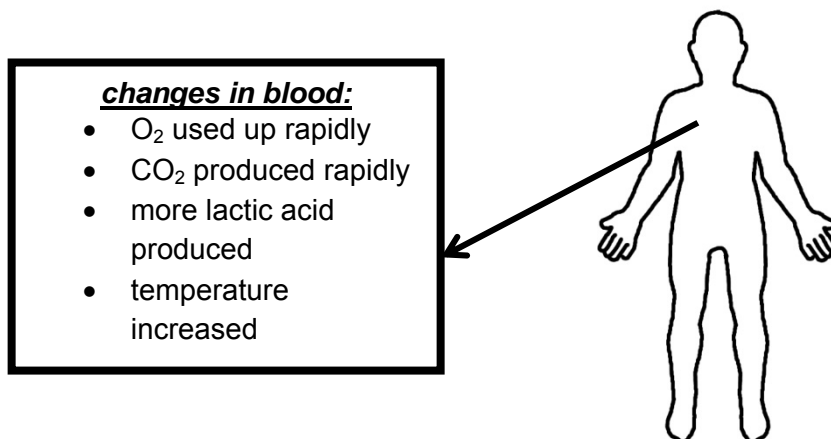 changes in blood:
• O₂ used up rapidly
• CO₂ produced rapidly
• more lactic acid
produced
• temperature
increased